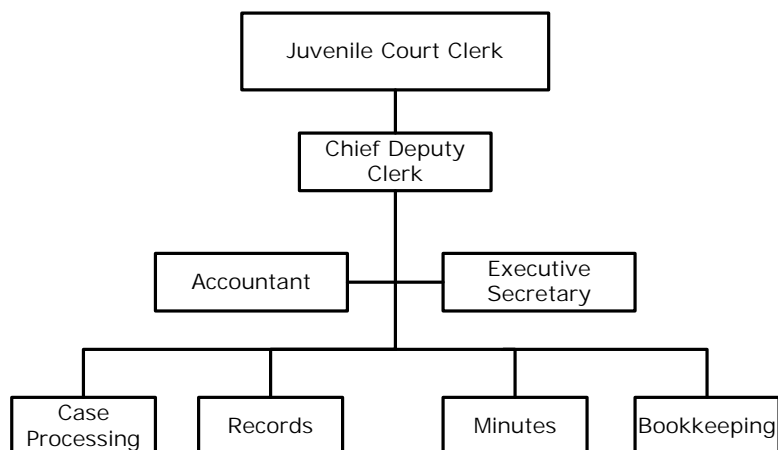 Juvenile Court Clerk
Chief Deputy
Clerk
Accountant
Executive
Secretary
Case
Processing
Records
Minutes
Bookkeeping